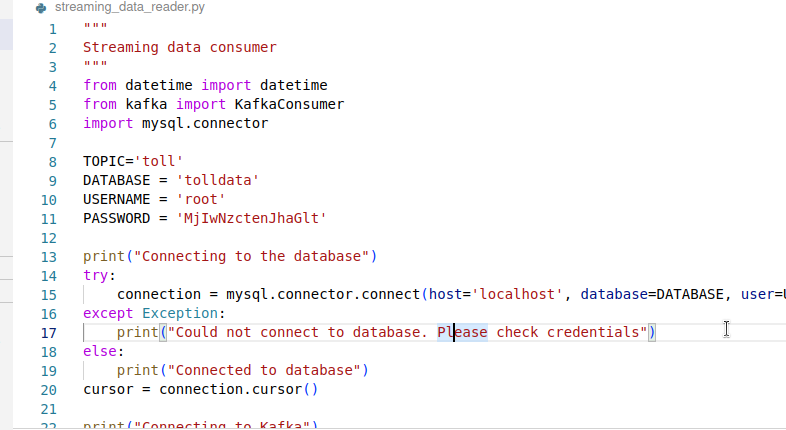 streaming_data_reader.py
1 """
2 Streaming data consumer
3 """
4 from datetime import datetime
5 from kafka import KafkaConsumer
6 import mysql.connector
7
8 TOPIC='toll'
9 DATABASE = 'tolldata'
10 USERNAME = 'root'
11 PASSWORD = 'MjIwNzctenJhaGlt'
12
13 print("Connecting to the database")
14 try:
15     connection = mysql.connector.connect(host='localhost', database=DATABASE, user=U
16 except Exception:
17     print("Could not connect to database. Please check credentials")
18 else:
19     print("Connected to database")
20 cursor = connection.cursor()
21
22 print("Connecting to Kafka")